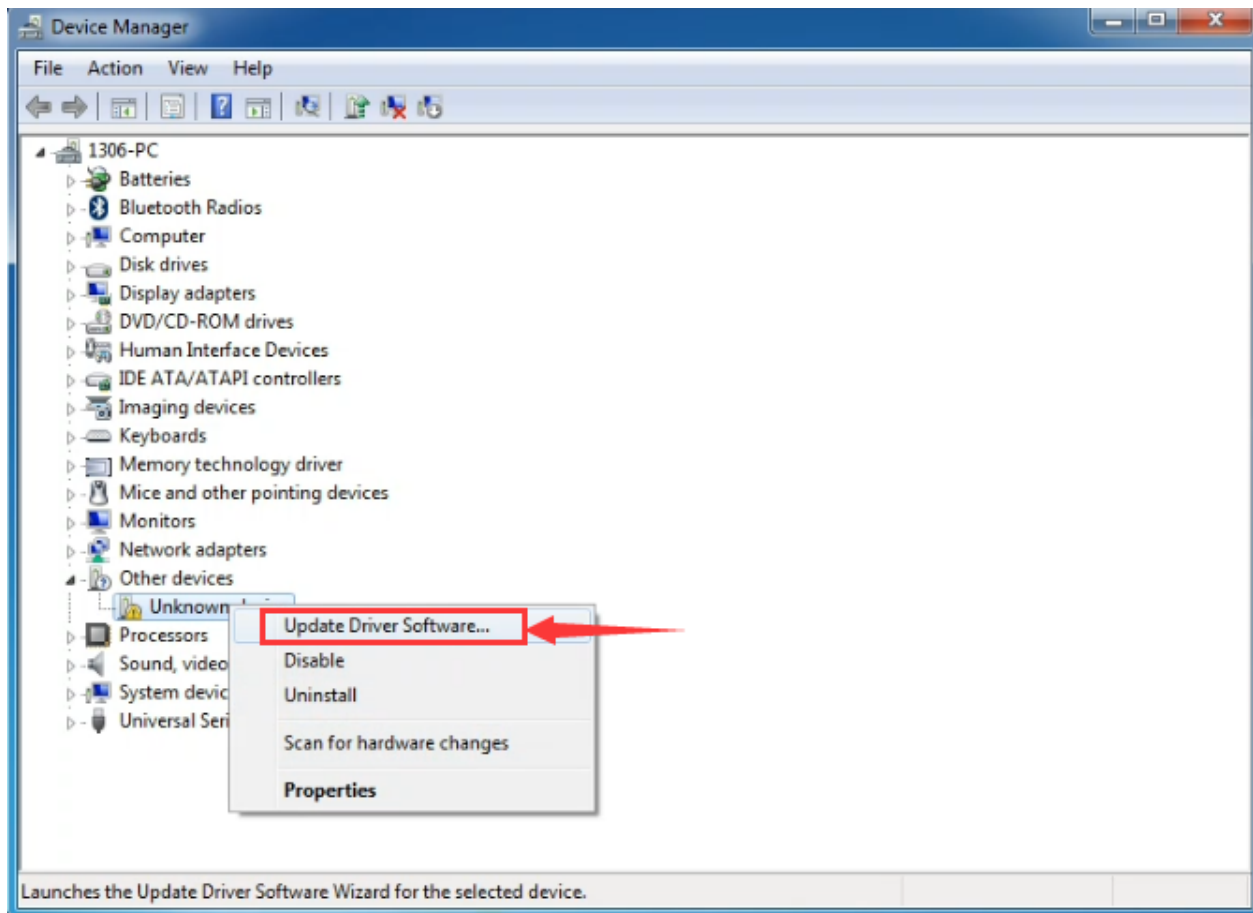 Device Manager
File Action View Help
1306-PC
Batteries
Bluetooth Radios
Computer
Disk drives
Display adapters
DVD/CD-ROM drives
Human Interface Devices
IDE ATA/ATAPI controllers
Imaging devices
Keyboards
Memory technology driver
Mice and other pointing devices
Monitors
Network adapters
Other devices
Unknown
Update Driver Software...
Processors
Sound, video
Disable
System devic
Uninstall
Universal Seri
Scan for hardware changes
Properties
Launches the Update Driver Software Wizard for the selected device.